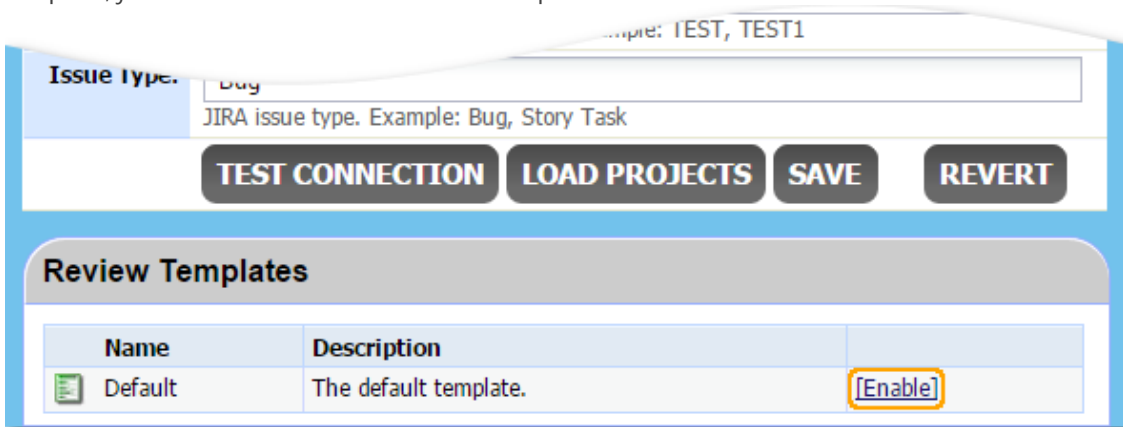 TEST, TEST1
Issue Type:
Bug
JIRA issue type. Example: Bug, Story Task
TEST CONNECTION LOAD PROJECTS SAVE REVERT
Review Templates
Name Description
Default The default template. [Enable]